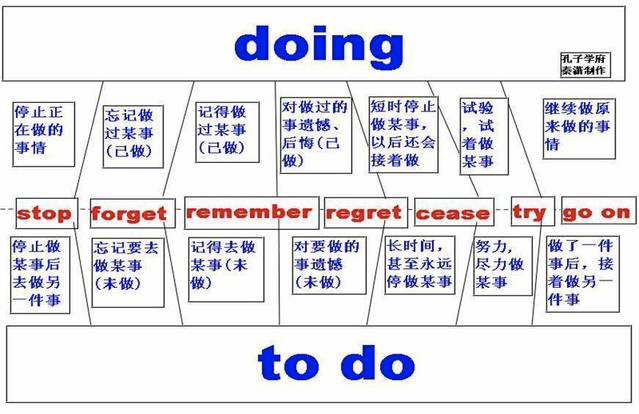 doing
孔子学府
秦潇制作
停止正
在做的
事情
忘记做
过某事
(已做)
记得做
过某事
(已做)
对做过的
事遗憾、
后悔(已
做)
短时停止
做某事，
以后还会
接着做
试验
，试
着做
某事
继续做原
来做的事
情
stop
forget
remember
regret
cease
try
go on
停止做
某事后
去做另
一件事
忘记要去
做某事
(未做)
记得去做
某事(未
做)
对要做的
事遗憾
(未做)
长时间，
甚至永远
停做某事
努力，
尽力做
某事
做了一件
事后，接
着做另一
件事
to do